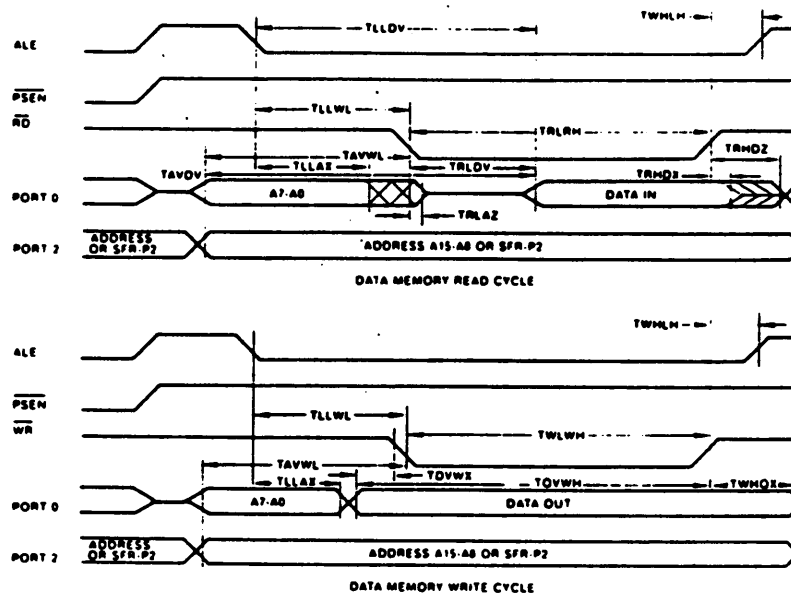 TLLDV
TWHLH
ALE
PSEN
TLLWL
RD
TRLRH
TAVWL
TRHDZ
TLLAX
TRLDV
TAVDV
TRHDX
PORT 0
A7-A0
DATA IN
TRLAZ
ADDRESS
OR SFR-P2
PORT 2
ADDRESS A15-A8 OR SFR-P2
DATA MEMORY READ CYCLE
TWHLH
ALE
PSEN
TLLWL
WR
TWLWH
TAVWL
TQVWX
TLLAX
TQVWH
TWHQX
PORT 0
A7-A0
DATA OUT
ADDRESS
OR SFR-P2
PORT 2
ADDRESS A15-A8 OR SFR-P2
DATA MEMORY WRITE CYCLE